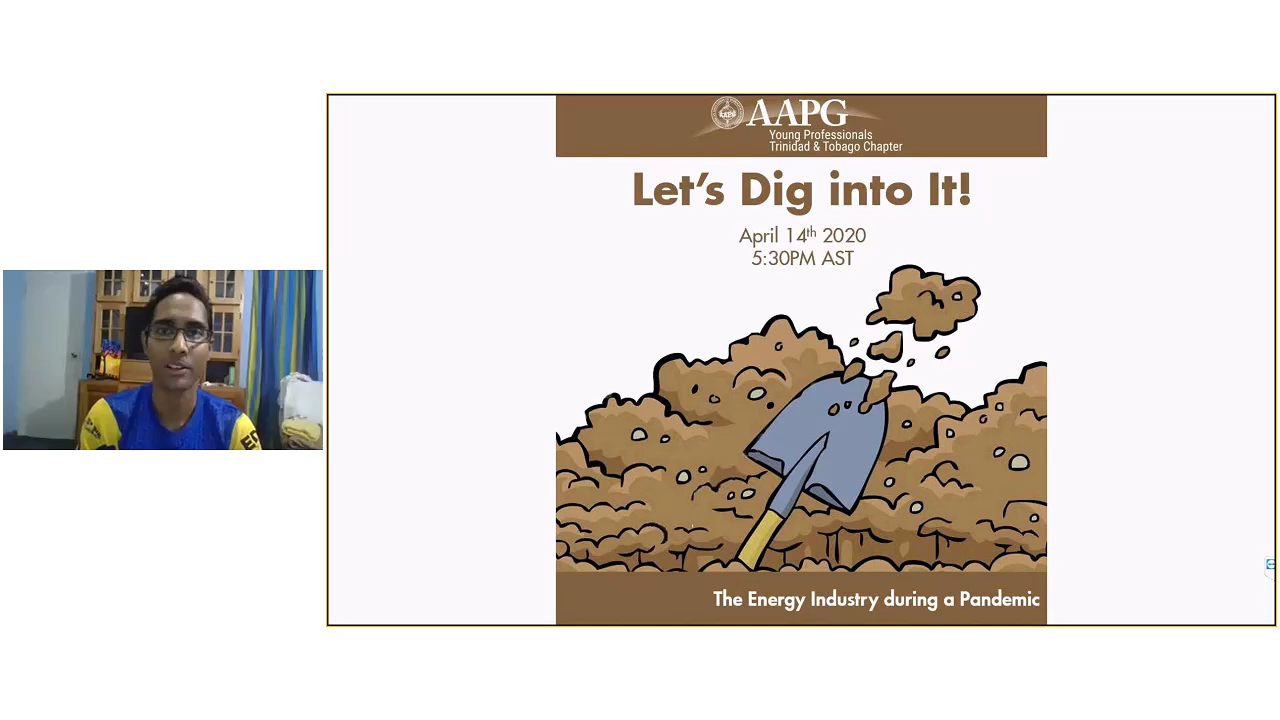 AAPG
Young Professionals
Trinidad & Tobago Chapter
Let's Dig into It!
April 14th 2020
5:30PM AST
The Energy Industry during a Pandemic